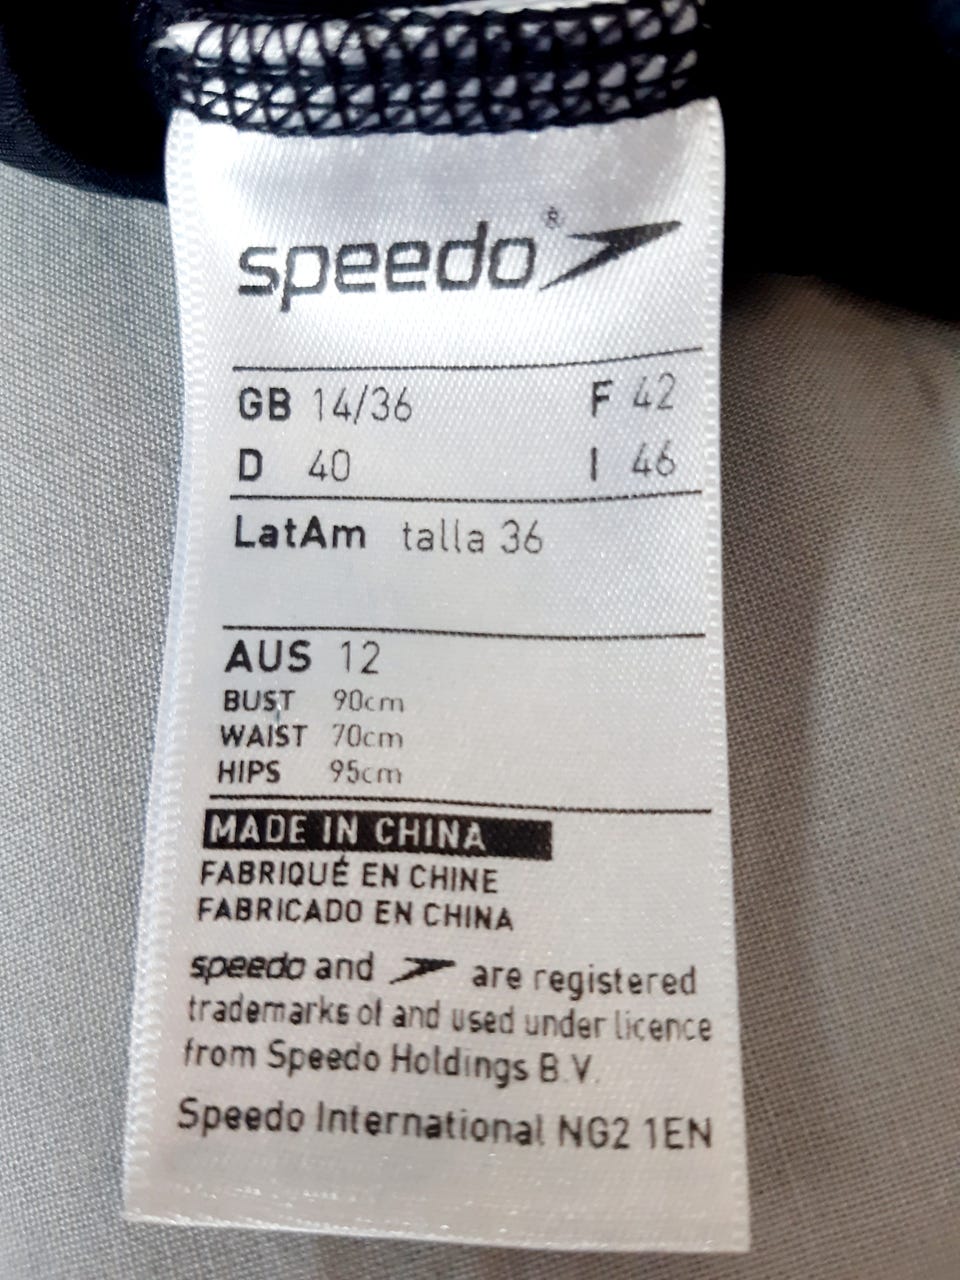 speedo®
GB 14/36 F 42
D 40 I 46
LatAm talla 36
AUS 12
BUST 90cm
WAIST 70cm
HIPS 95cm
MADE IN CHINA
FABRIQUÉ EN CHINE
FABRICADO EN CHINA
speedo and are registered
trademarks of and used under licence
from Speedo Holdings B.V.
Speedo International NG2 1EN